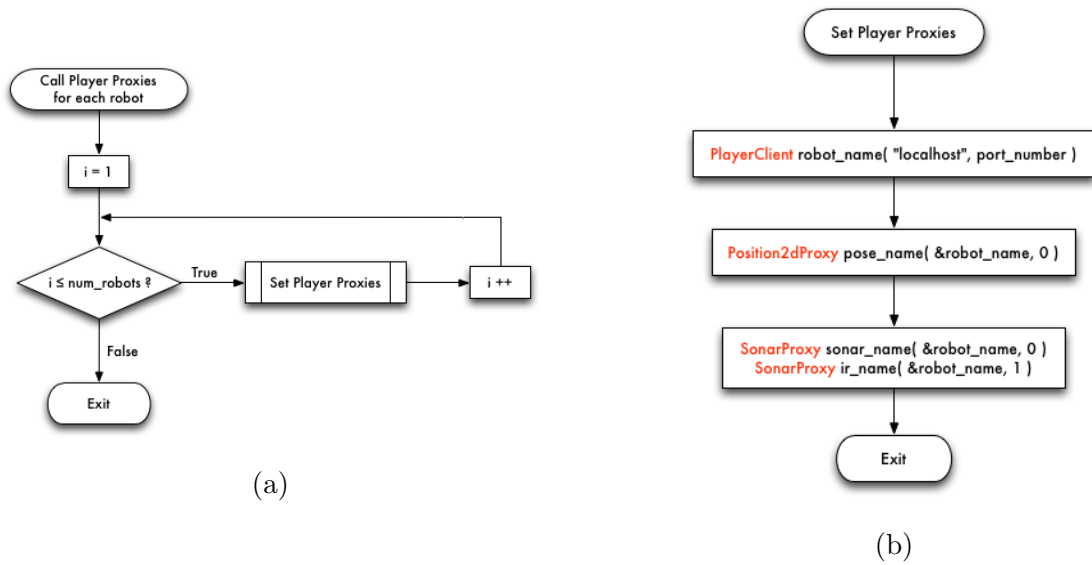 Call Player Proxies
for each robot
i = 1
i ≤ num_robots ?
True
Set Player Proxies
i ++
False
Exit
(a)
Set Player Proxies
PlayerClient robot_name( "localhost", port_number )
Position2dProxy pose_name( &robot_name, 0 )
SonarProxy sonar_name( &robot_name, 0 )
SonarProxy ir_name( &robot_name, 1 )
Exit
(b)